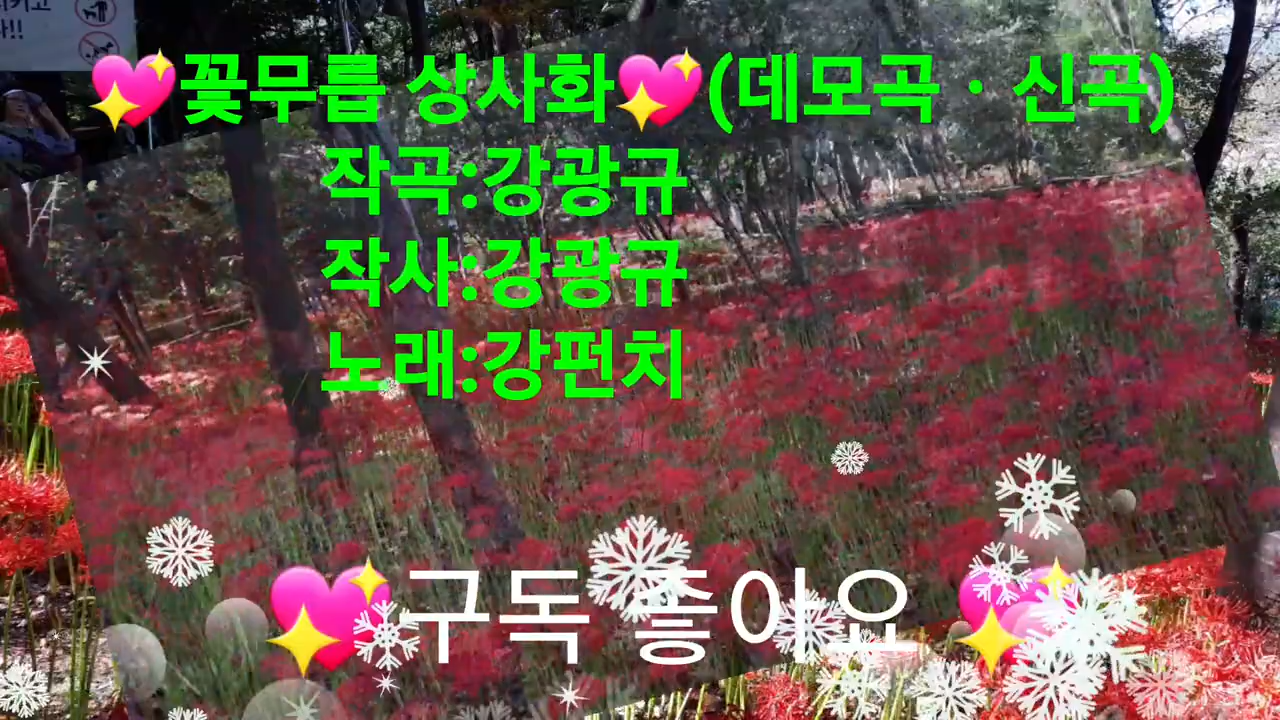 💖꽃무릅 상사화💖(데모곡 · 신곡)
작곡:강광규
작사:강광규
노래:강펀치
💖구독 좋아요 💖